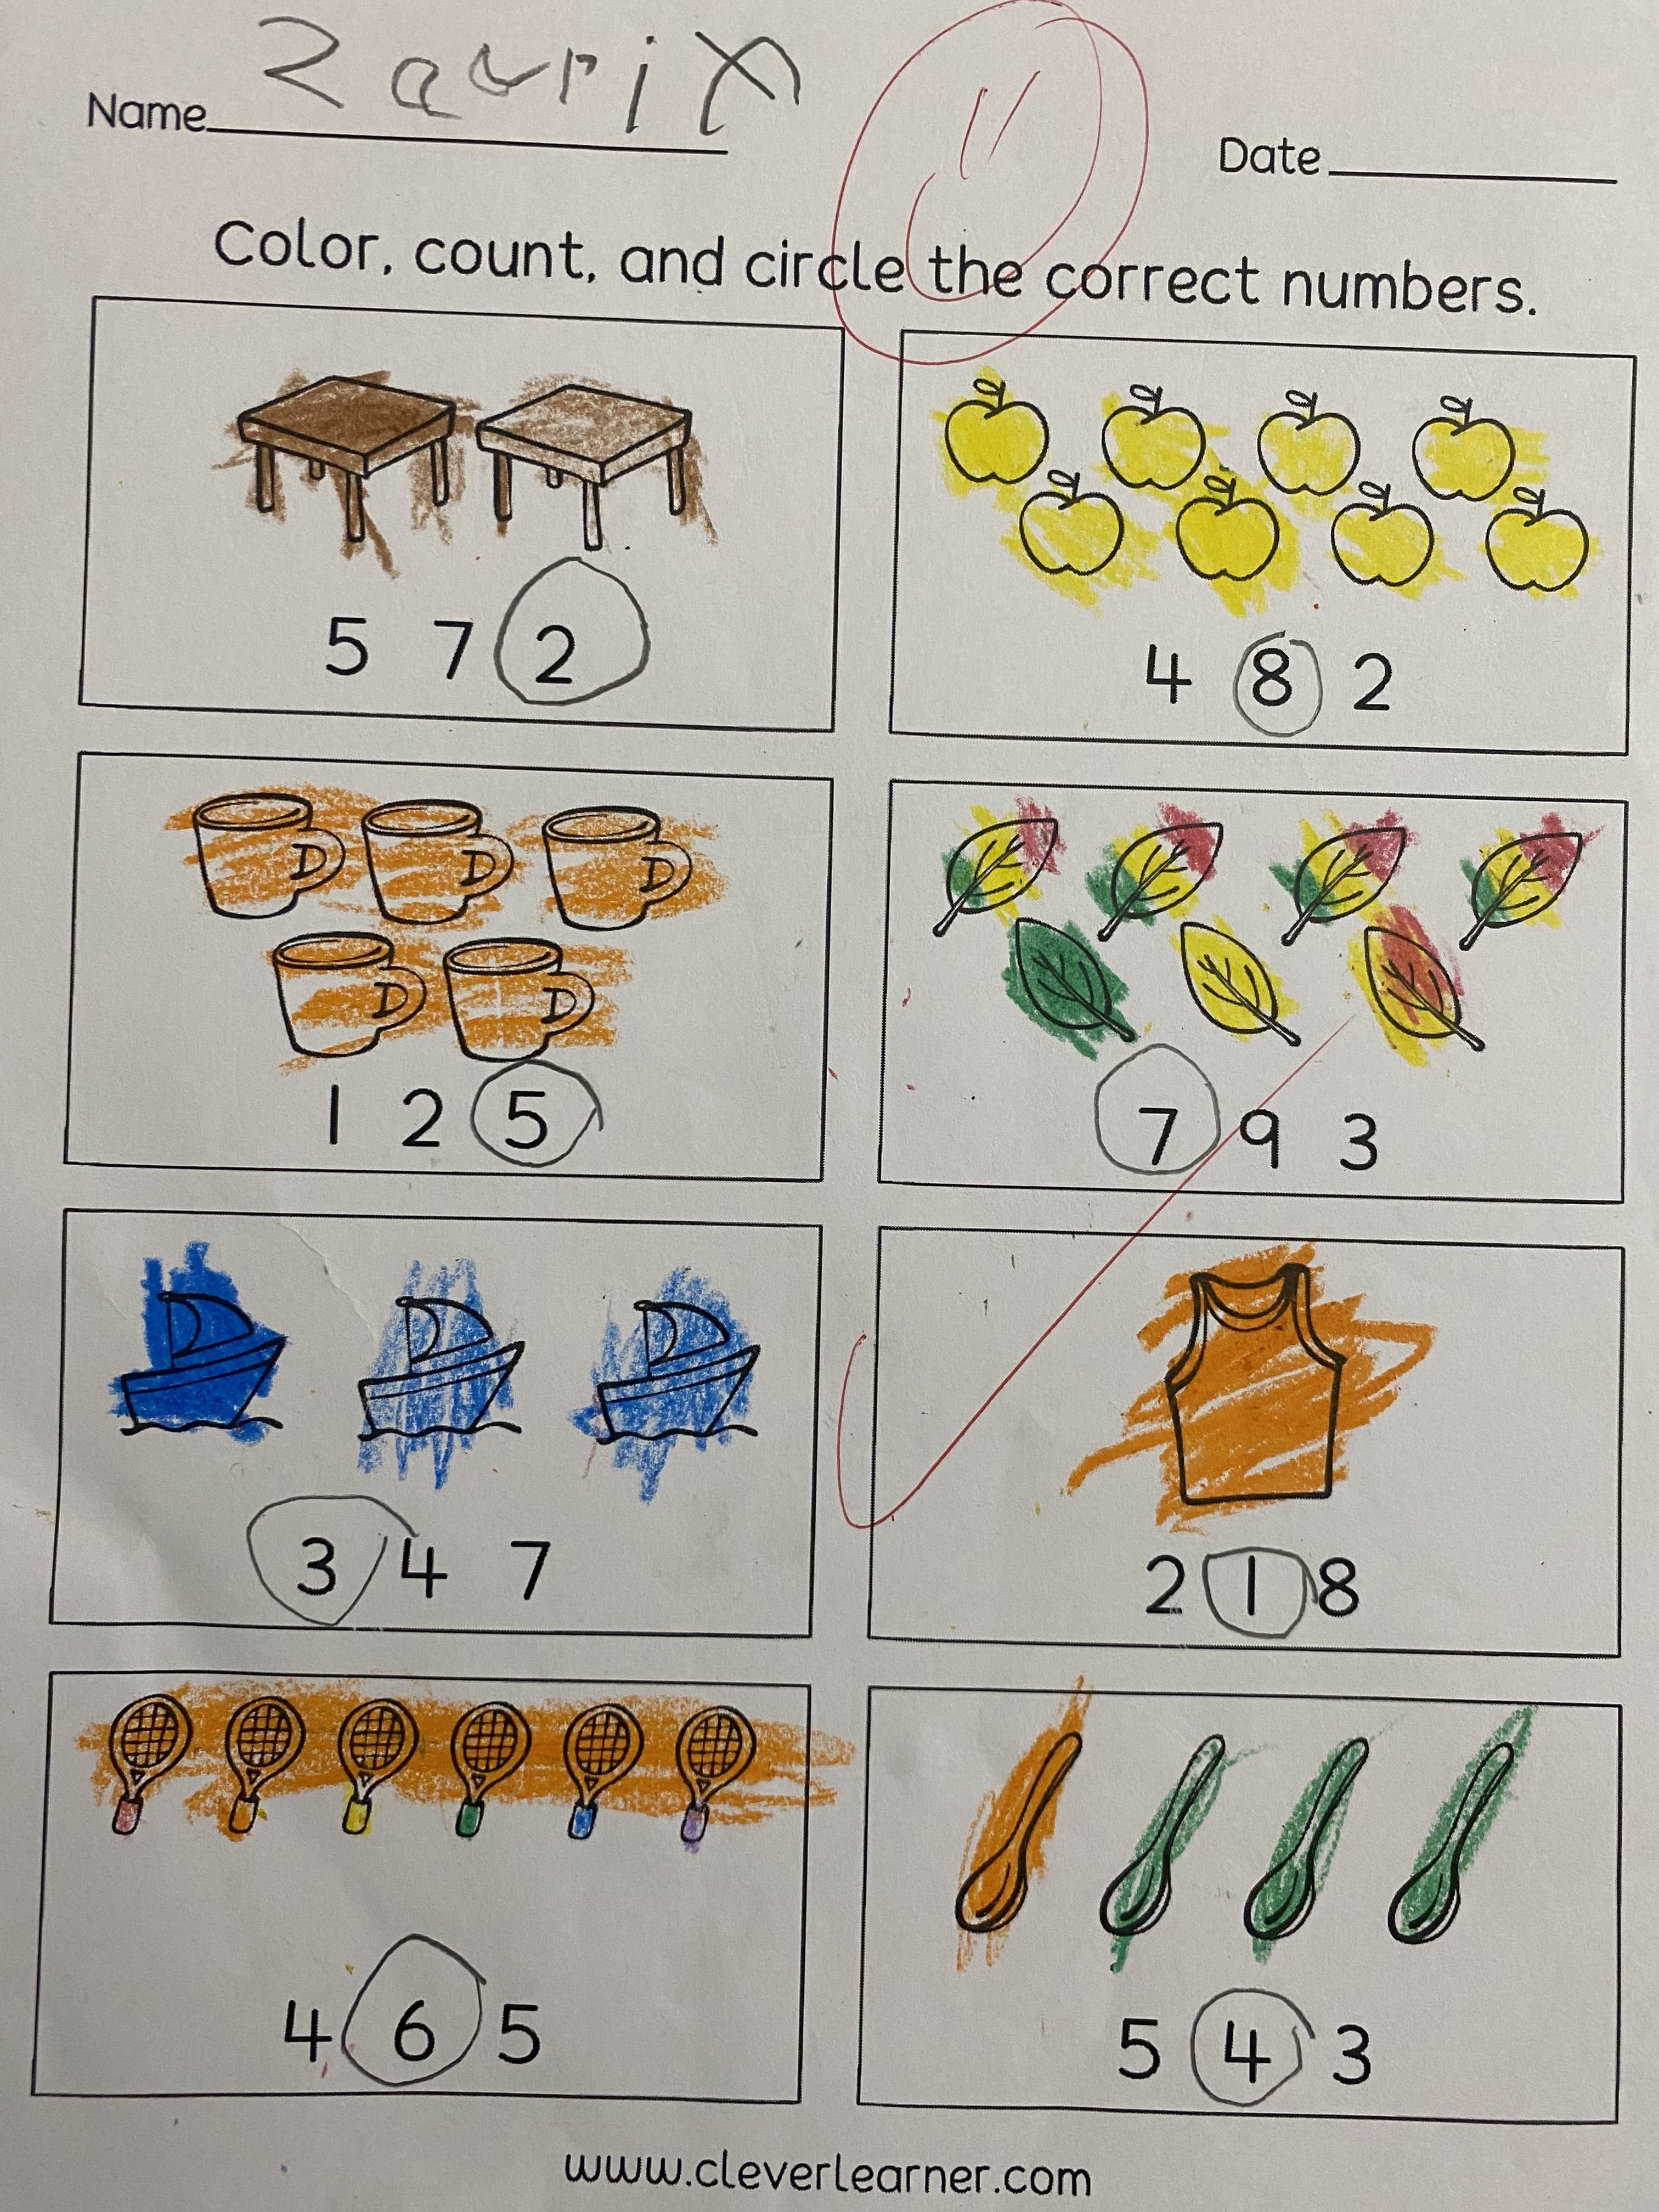 Name
Date
Color, count, and circle the correct numbers.
5 7 2
4 8 2
D D D
D D
1 2 5
7 9 3
3 4 7
2 1 8
4 6 5
5 4 3
www.cleverlearner.com